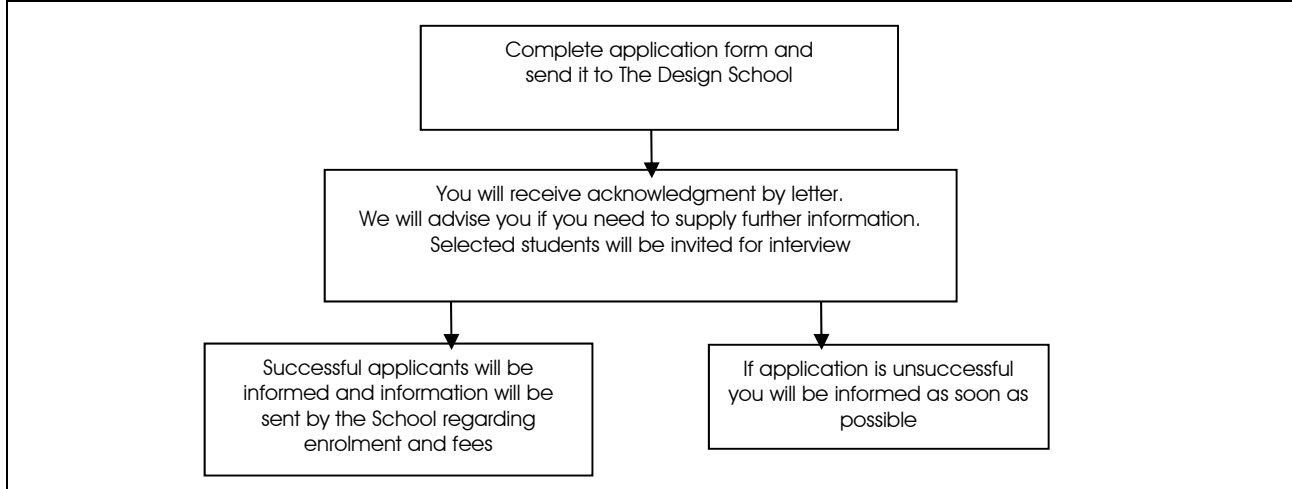 Complete application form and
send it to The Design School
You will receive acknowledgment by letter.
We will advise you if you need to supply further information.
Selected students will be invited for interview
Successful applicants will be
informed and information will be
sent by the School regarding
enrolment and fees
If application is unsuccessful
you will be informed as soon as
possible